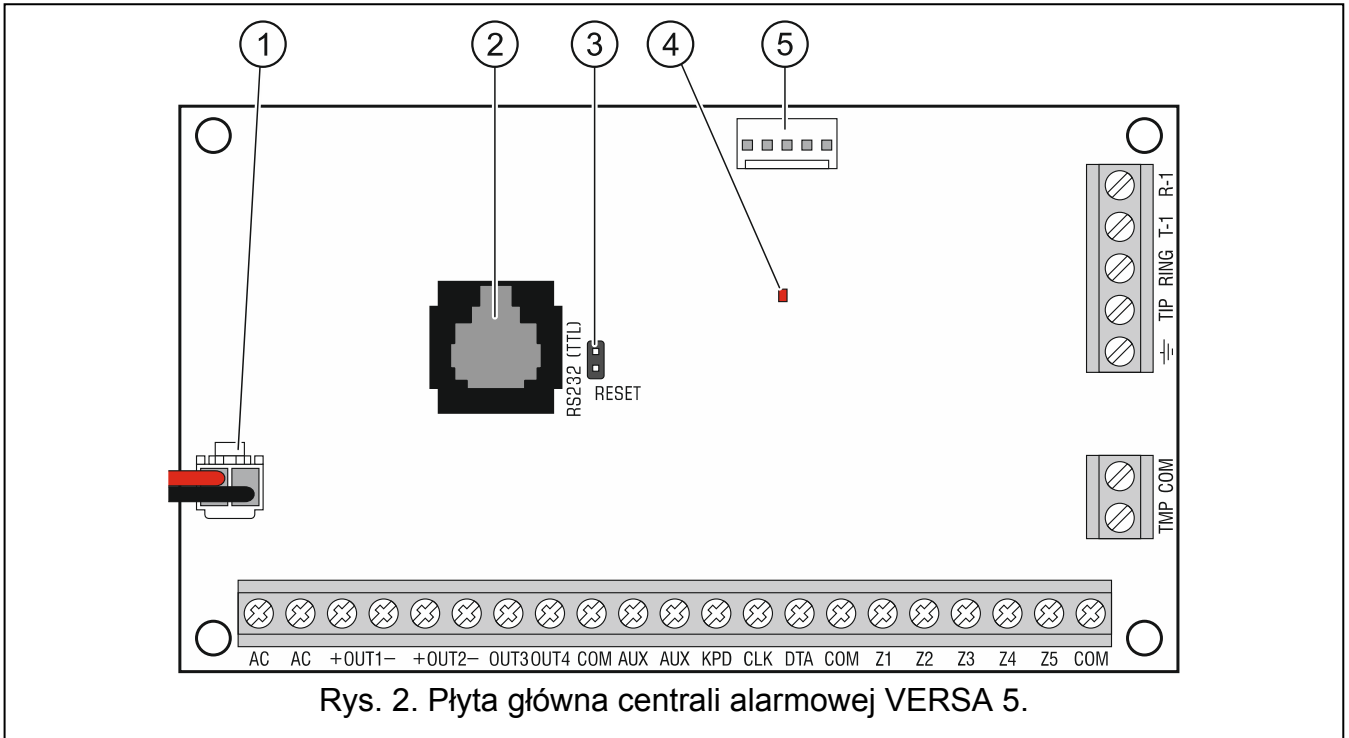 1 2 3 4 5
R-1
T-1
RING
TIP
RS232 (TTL)
RESET
COM
TMP
AC AC +OUT1− +OUT2− OUT3 OUT4 COM AUX AUX KPD CLK DTA COM Z1 Z2 Z3 Z4 Z5 COM
Rys. 2. Płyta główna centrali alarmowej VERSA 5.